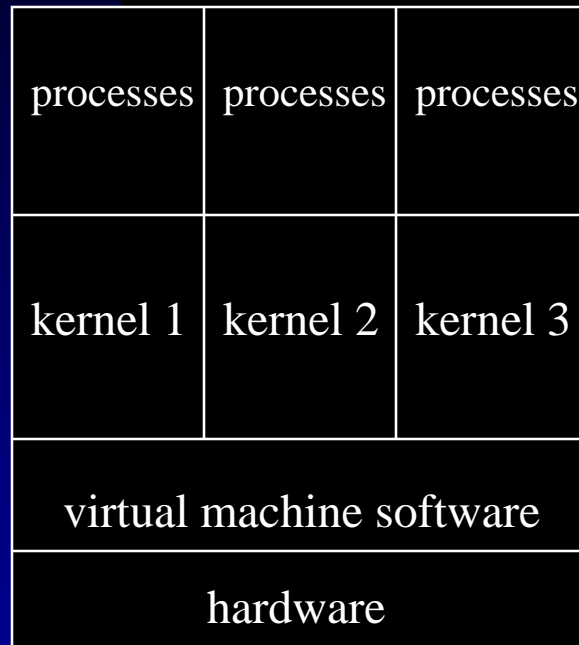 processes processes processes
kernel 1 kernel 2 kernel 3
virtual machine software
hardware